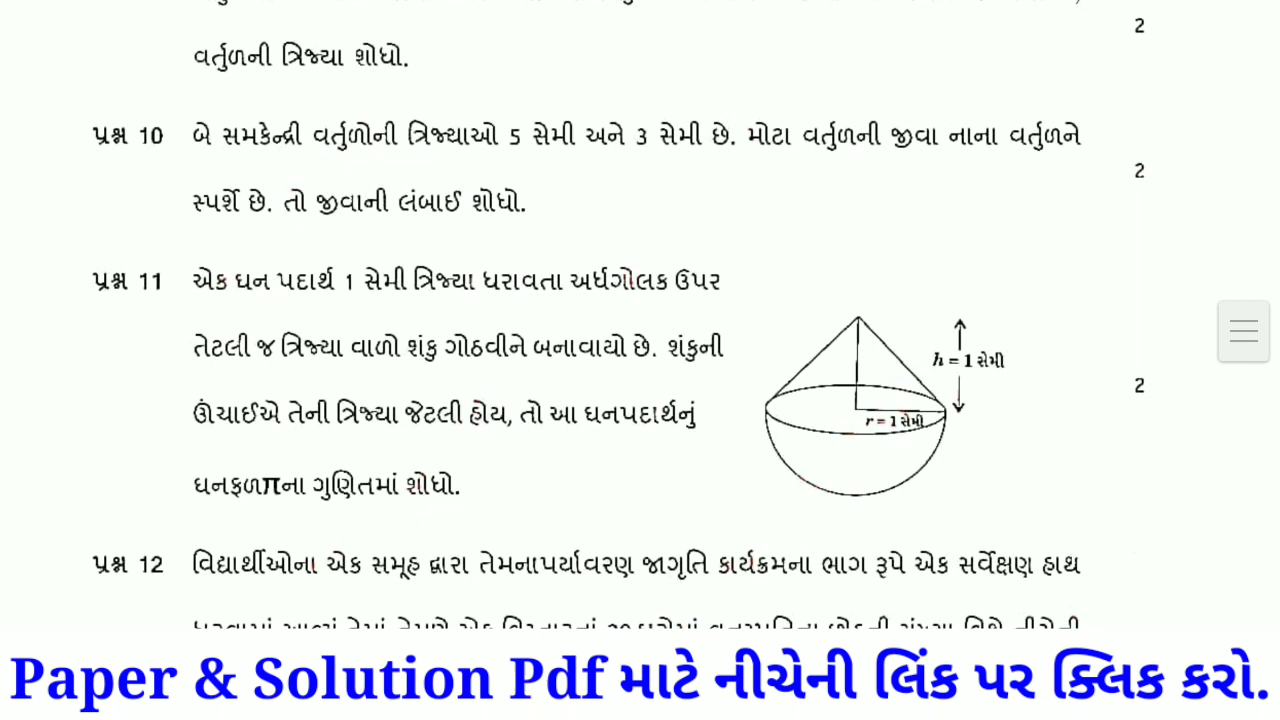 2
વર્તુળની ત્રિજ્યા શોધો.
પ્રશ્ન 10 બે સમકેન્દ્રી વર્તુળોની ત્રિજ્યાઓ 5 સેમી અને 3 સેમી છે. મોટા વર્તુળની જીવા નાના વર્તુળને
2
સ્પર્શે છે. તો જીવાની લંબાઈ શોધો.
પ્રશ્ન 11 એક ઘન પદાર્થ 1 સેમી ત્રિજ્યા ધરાવતા અર્ધગોલક ઉપર
તેટલી જ ત્રિજ્યા વાળો શંકુ ગોઠવીને બનાવાયો છે. શંકુની
h = 1 સેમી
2
ઊંચાઈએ તેની ત્રિજ્યા જેટલી હોય, તો આ ઘનપદાર્થનું
r = 1 સેમી
ઘનફળπના ગુણિતમાં શોધો.
પ્રશ્ન 12 વિદ્યાર્થીઓના એક સમૂહ દ્વારા તેમનાપર્યાવરણ જાગૃતિ કાર્યક્રમના ભાગ રૂપે એક સર્વેક્ષણ હાથ
Paper & Solution Pdf માટે નીચેની લિંક પર ક્લિક કરો.